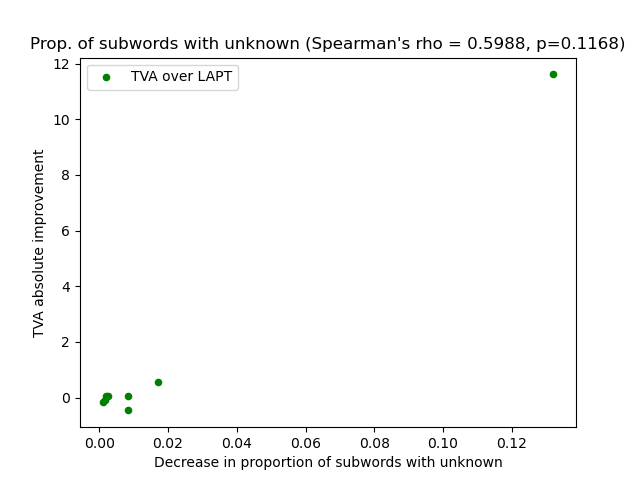 Prop. of subwords with unknown (Spearman's rho = 0.5988, p=0.1168)
TVA over LAPT
12
10
8
6
4
2
0
TVA absolute improvement
0.00 0.02 0.04 0.06 0.08 0.10 0.12
Decrease in proportion of subwords with unknown